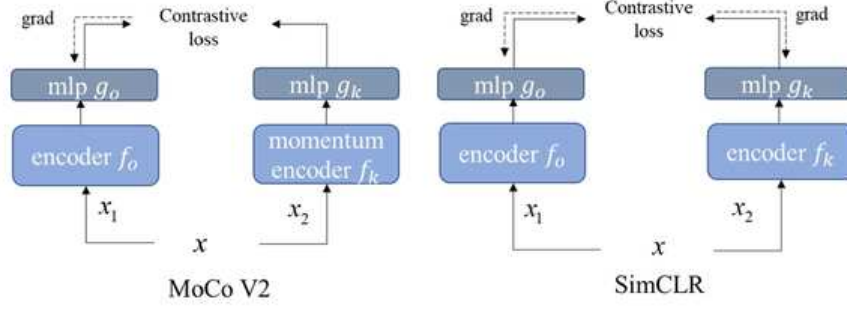 grad
Contrastive
loss
mlp g_o
mlp g_k
encoder f_o
momentum
encoder f_k
x_1
x_2
x
MoCo V2
grad
Contrastive
loss
grad
mlp g_o
mlp g_k
encoder f_o
encoder f_k
x_1
x_2
x
SimCLR